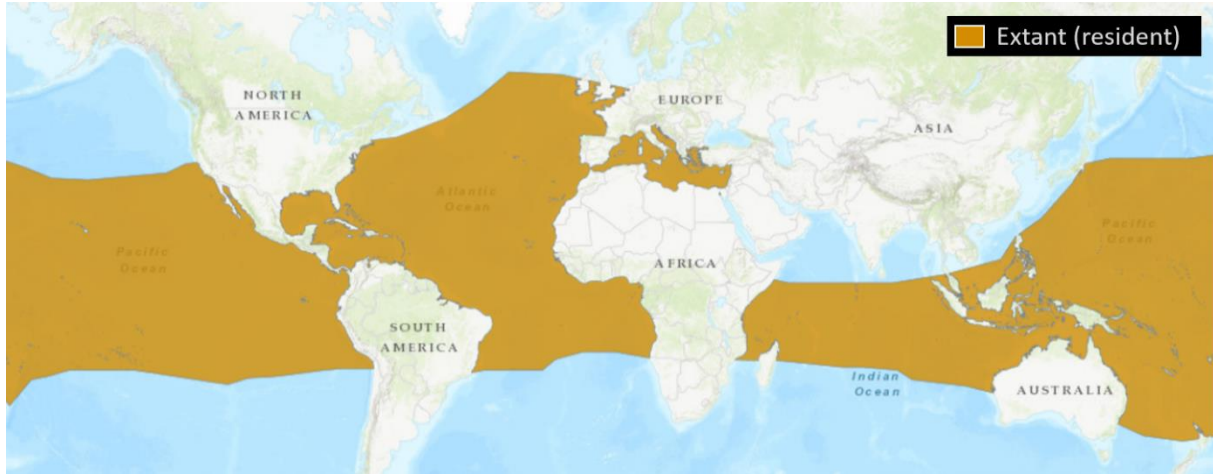 Extant (resident)
NORTH
AMERICA
EUROPE
ASIA
Atlantic
Ocean
Pacific
Ocean
Pacific
Ocean
AFRICA
SOUTH
AMERICA
Indian
Ocean
AUSTRALIA